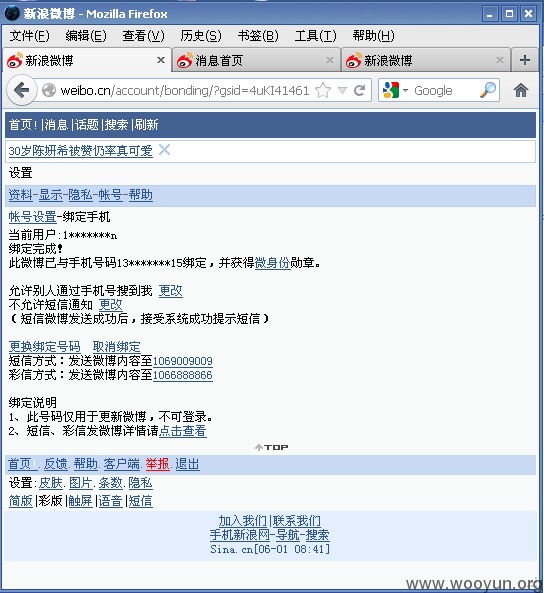 新浪微博 - Mozilla Firefox
文件(F) 编辑(E) 查看(V) 历史(S) 书签(B) 工具(T) 帮助(H)
新浪微博 消息首页 新浪微博
weibo.cn/account/bonding/?gsid=4uKI41461 Google
首页!|消息|话题|搜索|刷新
30岁陈妍希被赞仍率真可爱
设置
资料-显示-隐私-帐号-帮助
帐号设置-绑定手机
当前用户:1*******n
绑定完成!
此微博已与手机号码13*******15绑定,并获得微身份勋章。
允许别人通过手机号搜到我 更改
不允许短信通知 更改
(短信微博发送成功后,接受系统成功提示短信)
更换绑定号码 取消绑定
短信方式:发送微博内容至1069009009
彩信方式:发送微博内容至1066888866
绑定说明
1、此号码仅用于更新微博,不可登录。
2、短信、彩信发微博详情请点击查看
TOP
首页!.反馈.帮助.客户端.举报.退出
设置:皮肤.图片.条数.隐私
简版|彩版|触屏|语音|短信
加入我们|联系我们
手机新浪网-导航-搜索
Sina.cn[06-01 08:41]
www.wooyun.org